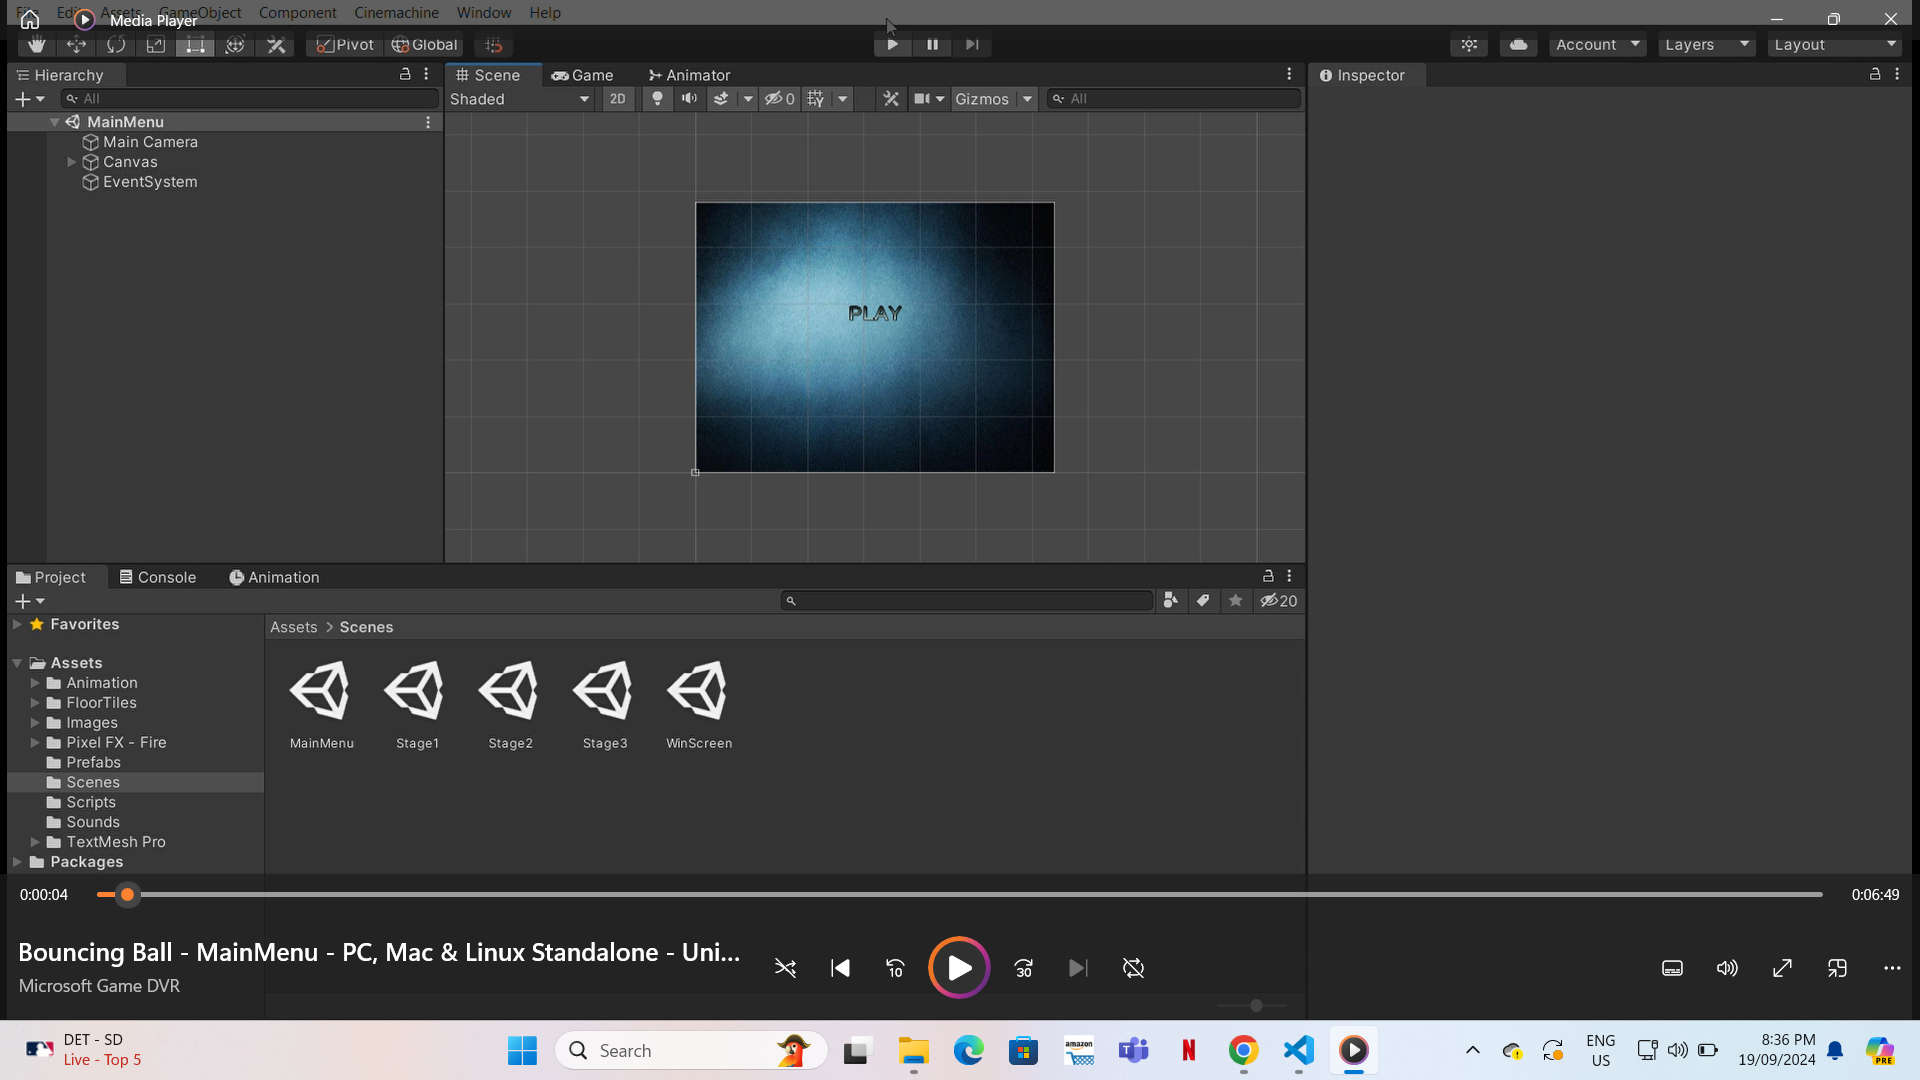 File Edit Assets GameObject Component Cinemachine Window Help
Media Player
Pivot Global
Account Layers Layout
Hierarchy
Scene Game Animator
Inspector
All
Shaded 2D 0 Gizmos All
MainMenu
Main Camera
Canvas
EventSystem
PLAY
Project Console Animation
20
Favorites
Assets > Scenes
Assets
Animation
FloorTiles
Images
Pixel FX - Fire
Prefabs
Scenes
Scripts
Sounds
TextMesh Pro
Packages
MainMenu Stage1 Stage2 Stage3 WinScreen
0:00:04 0:06:49
Bouncing Ball - MainMenu - PC, Mac & Linux Standalone - Uni...
Microsoft Game DVR
10 30
DET - SD
Live - Top 5
Search
amazon
N
ENG
US
8:36 PM
19/09/2024
PRE